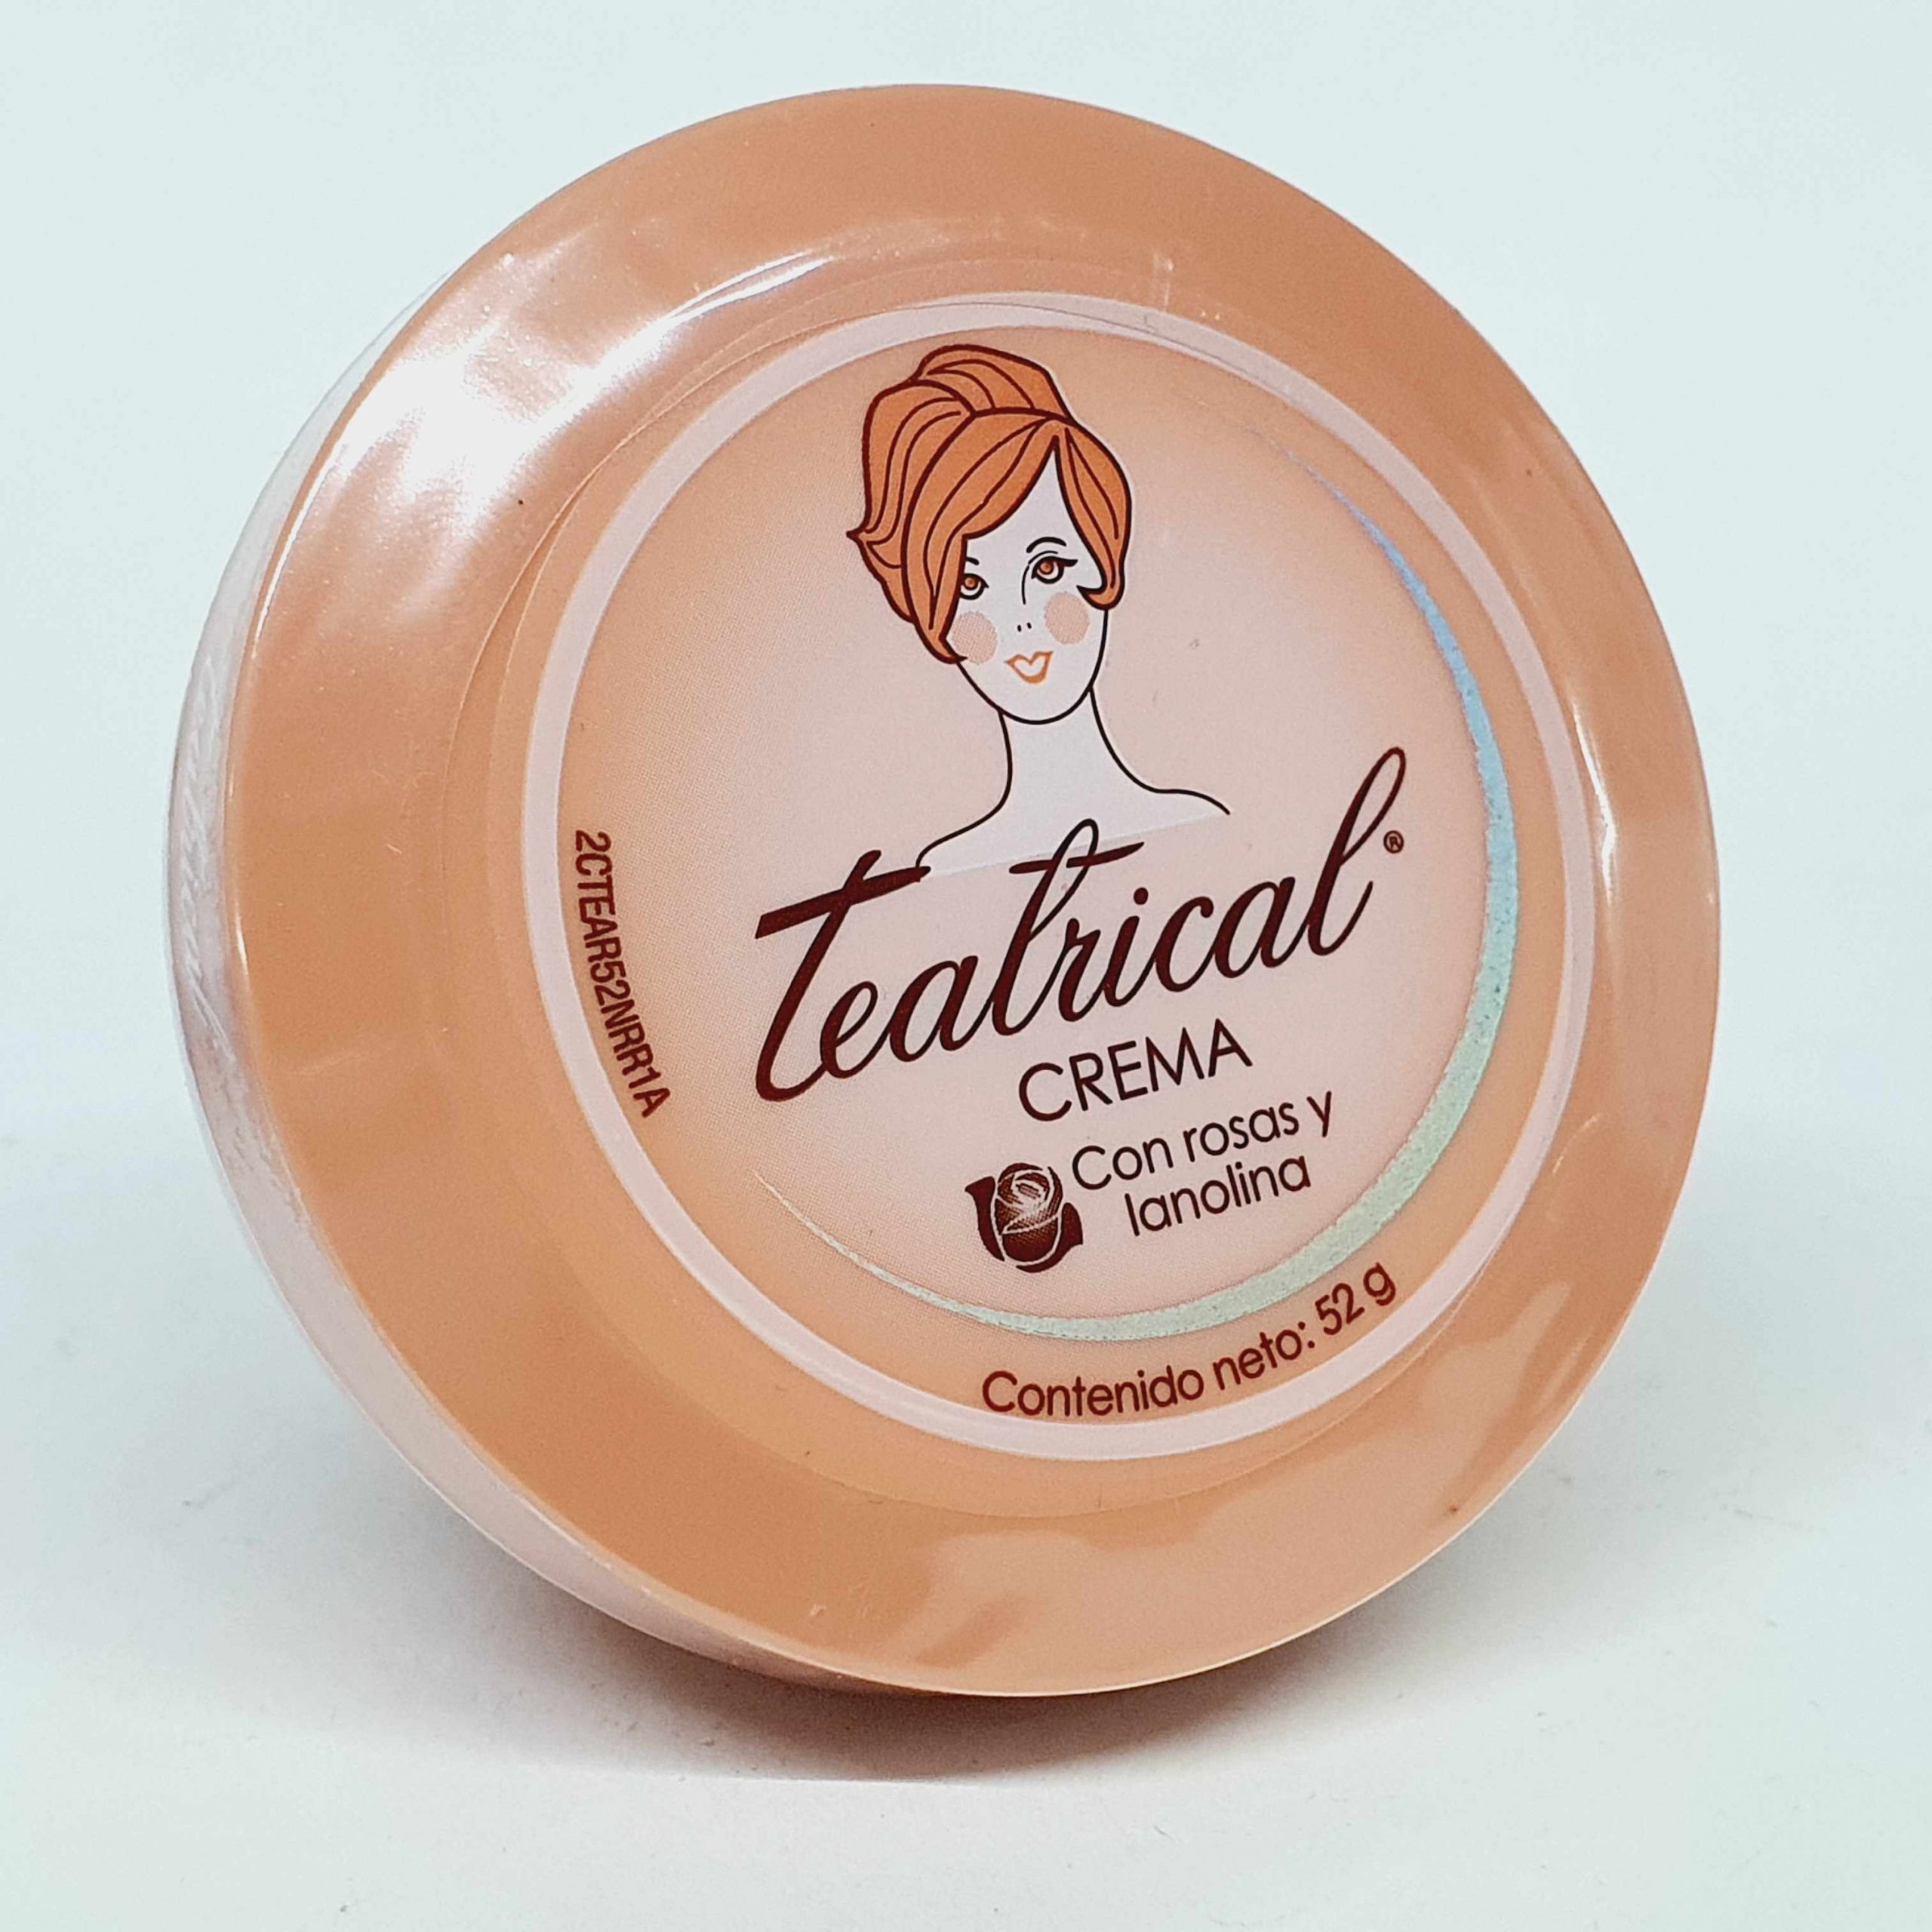 Teatrical®
CREMA
Con rosas y
lanolina
Contenido neto: 52 g
2CTEAR52NRR1A